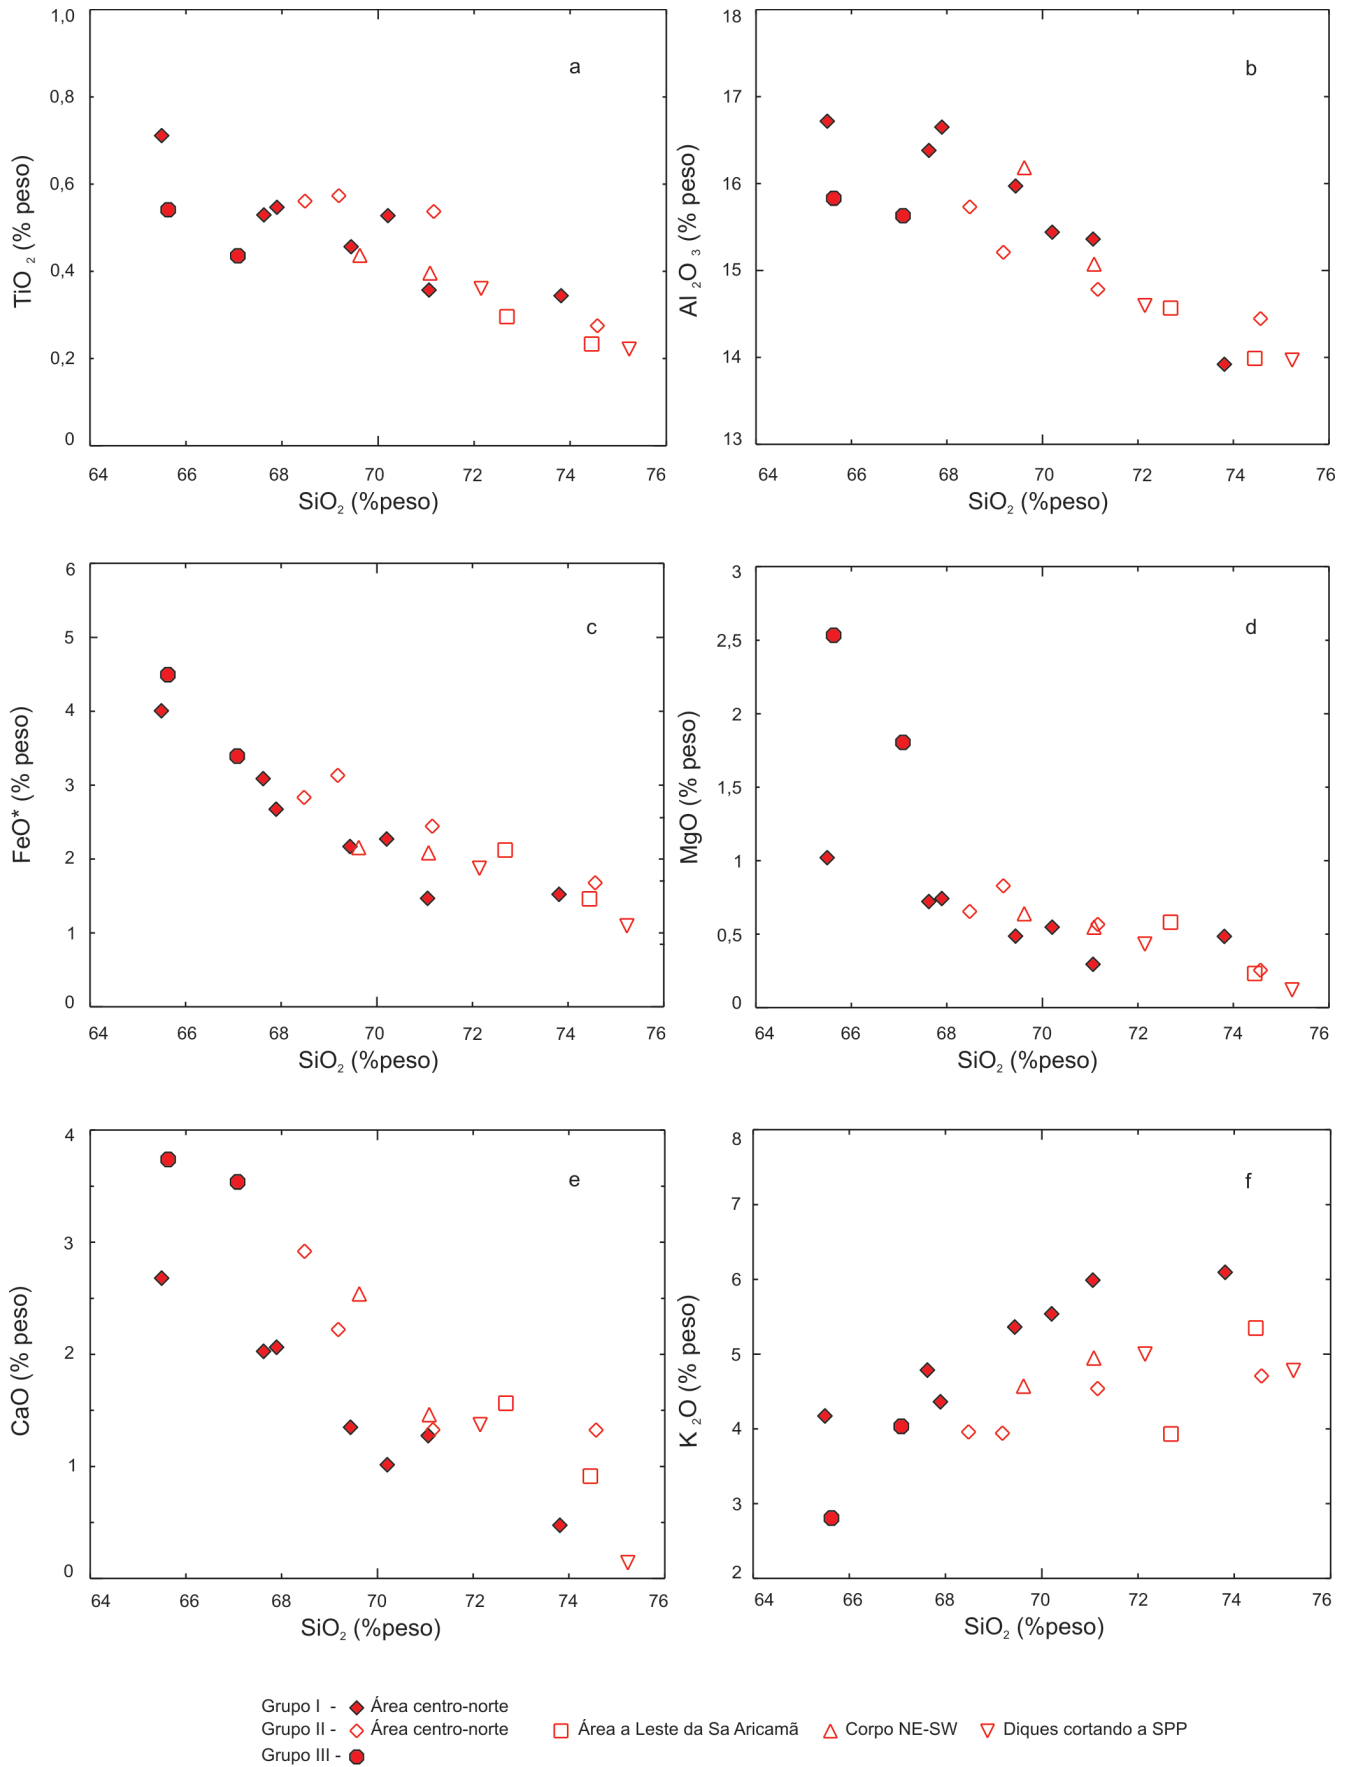 1,0
0,8
0,6
0,4
0,2
0
TiO2 (% peso)
a
64 66 68 70 72 74 76
SiO2 (%peso)
18
17
16
15
14
13
Al2O3 (% peso)
b
64 66 68 70 72 74 76
SiO2 (%peso)
6
5
4
3
2
1
0
FeO* (% peso)
c
64 66 68 70 72 74 76
SiO2 (%peso)
3
2,5
2
1,5
1
0,5
0
MgO (% peso)
d
64 66 68 70 72 74 76
SiO2 (%peso)
4
3
2
1
0
CaO (% peso)
e
64 66 68 70 72 74 76
SiO2 (%peso)
8
7
6
5
4
3
2
K2O (% peso)
f
64 66 68 70 72 74 76
SiO2 (%peso)
Grupo I - Área centro-norte
Grupo II - Área centro-norte Área a Leste da Sa Aricamã Corpo NE-SW Diques cortando a SPP
Grupo III -